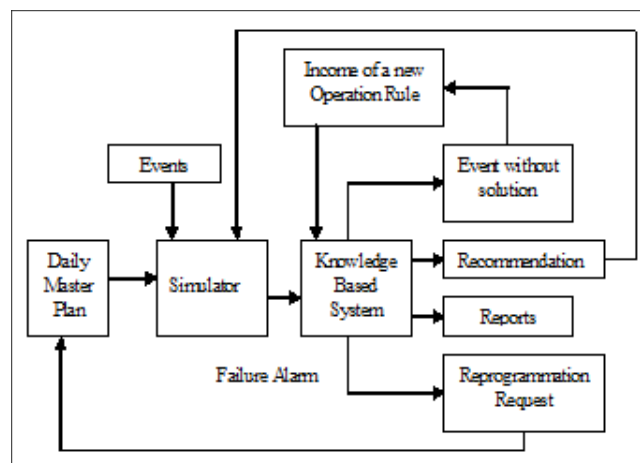 Income of a new
Operation Rule
Events
Event without
solution
Daily
Master
Plan
Simulator
Knowledge
Based
System
Recommendation
Reports
Failure Alarm
Reprogrammation
Request